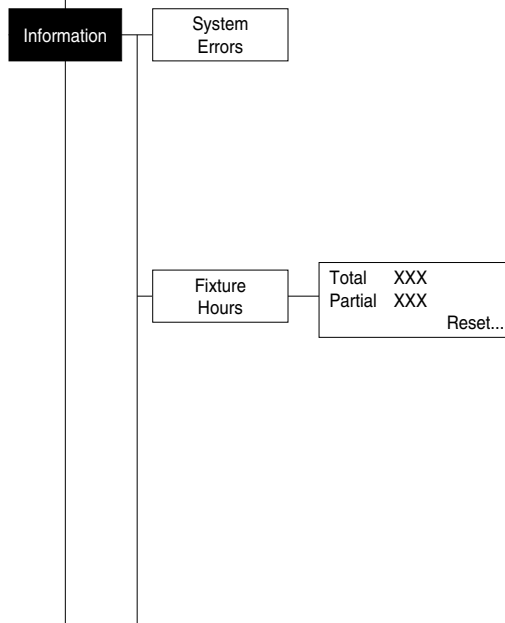 Information
System
Errors
Fixture
Hours
Total XXX
Partial XXX
Reset...